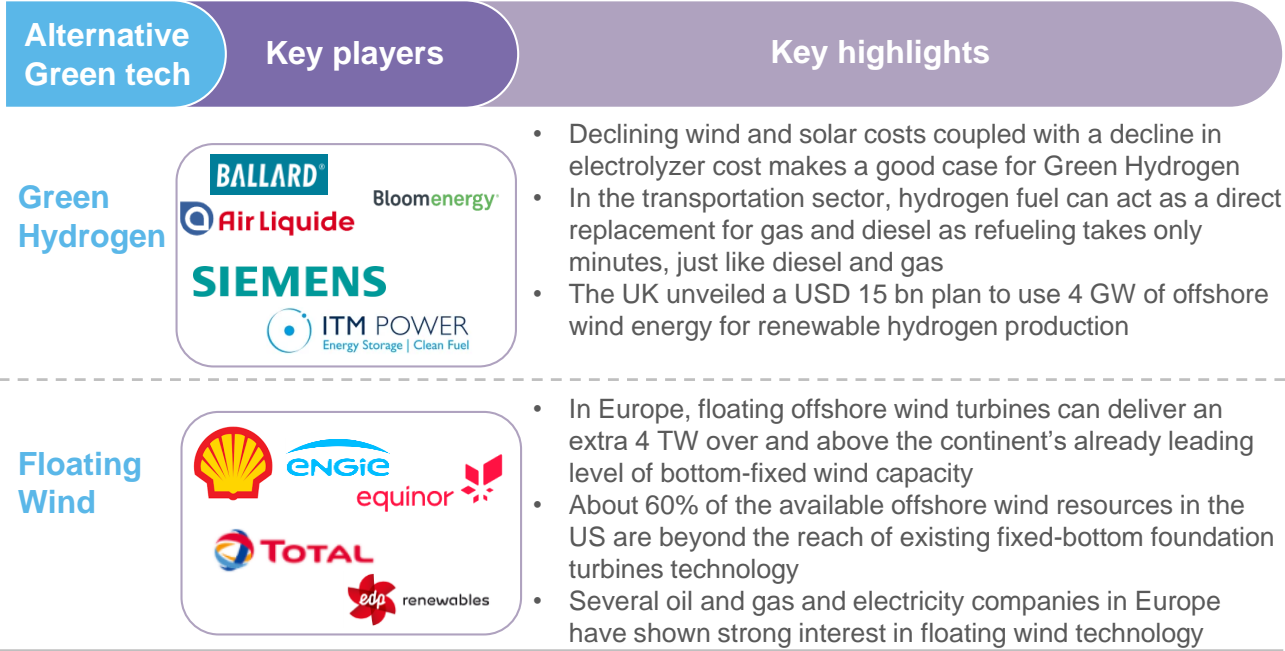 Alternative
Green tech
Key players
Key highlights
Green
Hydrogen
BALLARD®
Bloomenergy
Air Liquide
SIEMENS
ITM POWER
Energy Storage | Clean Fuel
• Declining wind and solar costs coupled with a decline in
electrolyzer cost makes a good case for Green Hydrogen
• In the transportation sector, hydrogen fuel can act as a direct
replacement for gas and diesel as refueling takes only
minutes, just like diesel and gas
• The UK unveiled a USD 15 bn plan to use 4 GW of offshore
wind energy for renewable hydrogen production
Floating
Wind
ENGIE
equinor
TOTAL
edp renewables
• In Europe, floating offshore wind turbines can deliver an
extra 4 TW over and above the continent’s already leading
level of bottom-fixed wind capacity
• About 60% of the available offshore wind resources in the
US are beyond the reach of existing fixed-bottom foundation
turbines technology
• Several oil and gas and electricity companies in Europe
have shown strong interest in floating wind technology